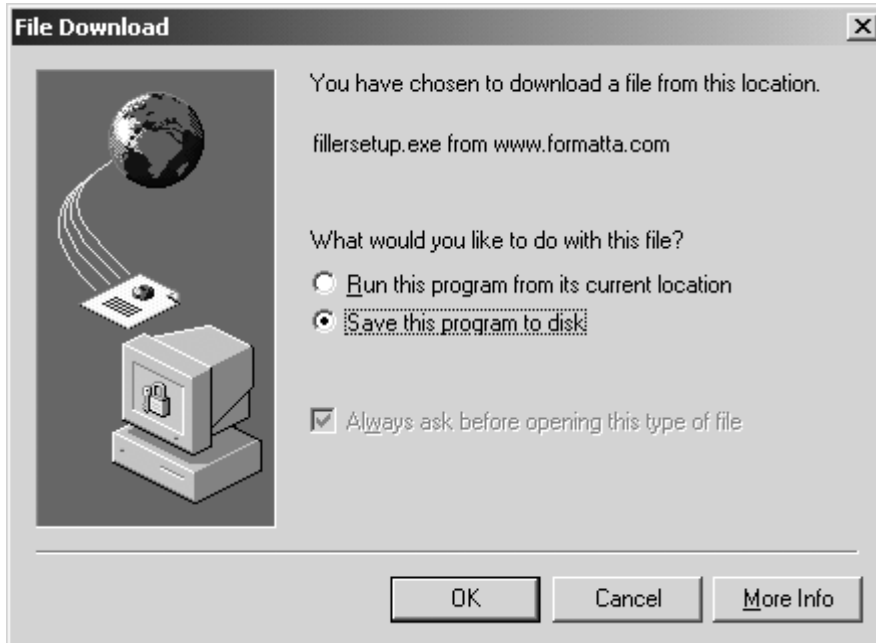 File Download
You have chosen to download a file from this location.
fillersetup.exe from www.formatta.com
What would you like to do with this file?
Run this program from its current location
Save this program to disk
Always ask before opening this type of file
OK
Cancel
More Info